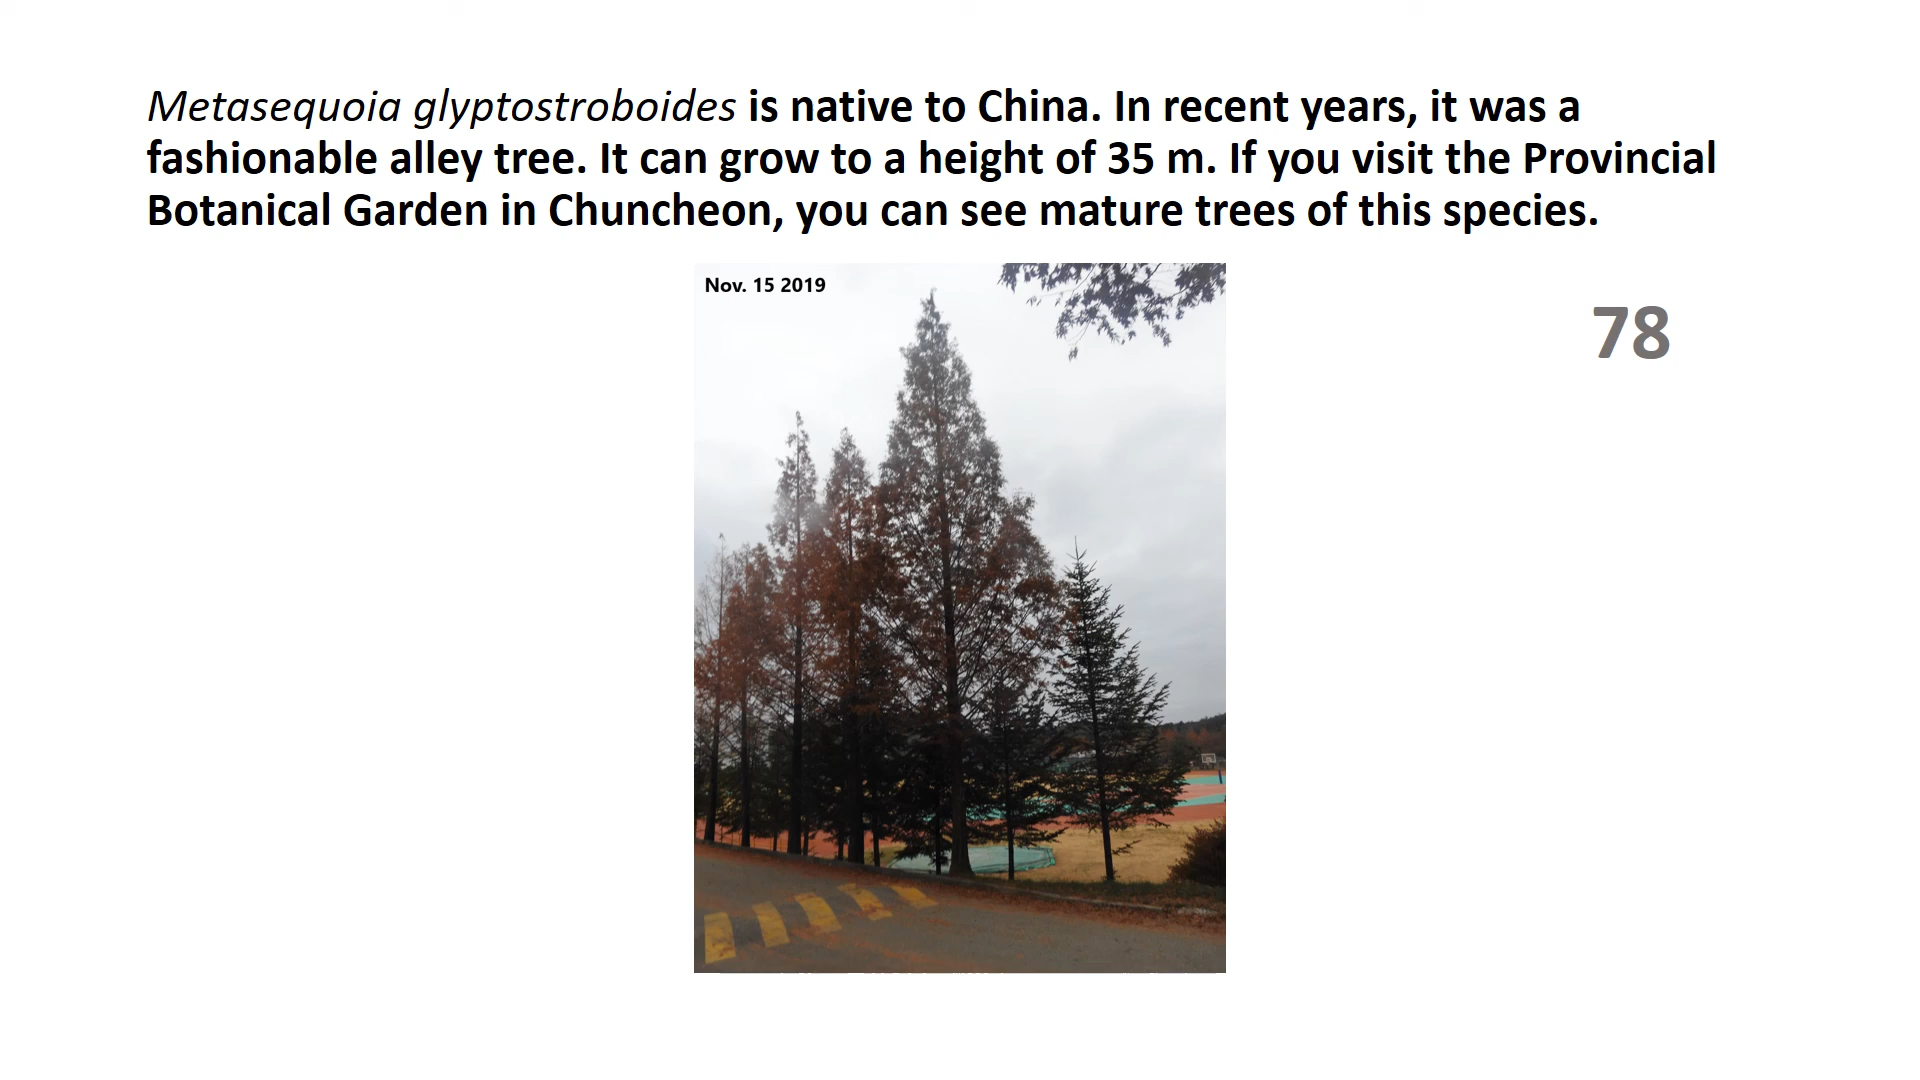 Metasequoia glyptostroboides is native to China. In recent years, it was a
fashionable alley tree. It can grow to a height of 35 m. If you visit the Provincial
Botanical Garden in Chuncheon, you can see mature trees of this species.
Nov. 15 2019
78